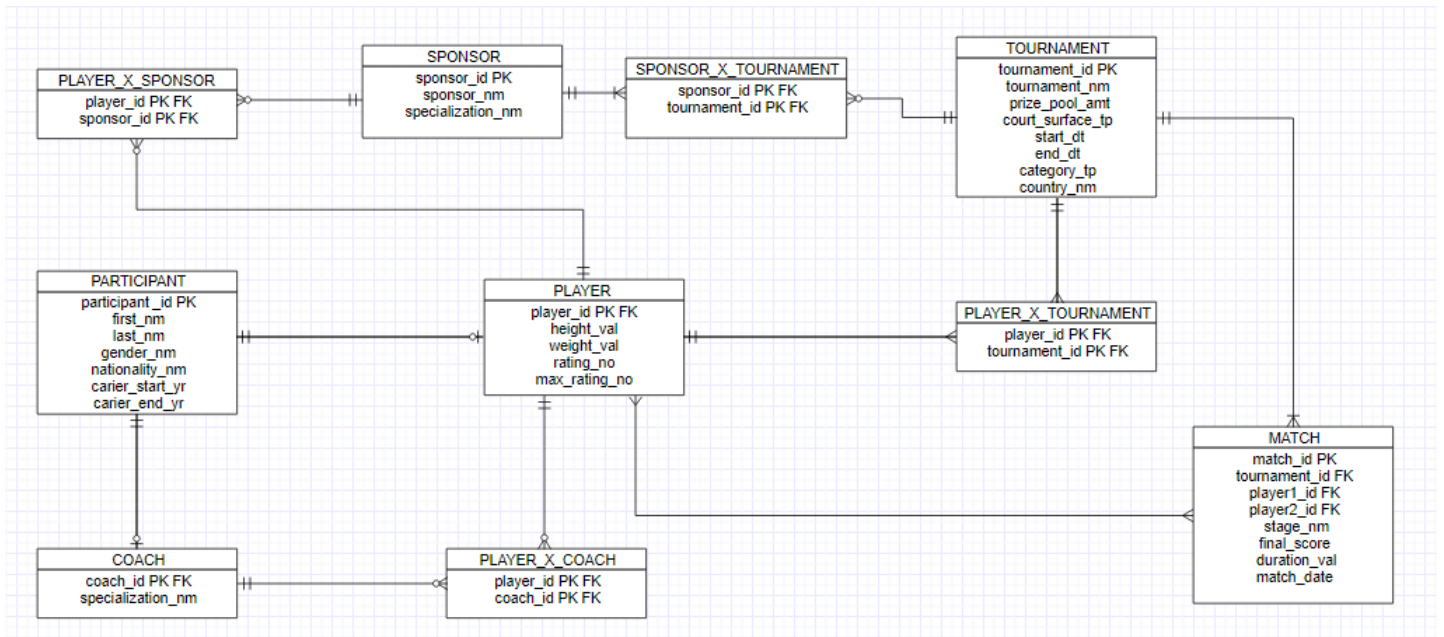 PLAYER_X_SPONSOR
player_id PK FK
sponsor_id PK FK
SPONSOR
sponsor_id PK
sponsor_nm
specialization_nm
SPONSOR_X_TOURNAMENT
sponsor_id PK FK
tournament_id PK FK
TOURNAMENT
tournament_id PK
tournament_nm
prize_pool_amt
court_surface_tp
start_dt
end_dt
category_tp
country_nm
PARTICIPANT
participant _id PK
first_nm
last_nm
gender_nm
nationality_nm
carier_start_yr
carier_end_yr
PLAYER
player_id PK FK
height_val
weight_val
rating_no
max_rating_no
PLAYER_X_TOURNAMENT
player_id PK FK
tournament_id PK FK
MATCH
match_id PK
tournament_id FK
player1_id FK
player2_id FK
stage_nm
final_score
duration_val
match_date
COACH
coach_id PK FK
specialization_nm
PLAYER_X_COACH
player_id PK FK
coach_id PK FK